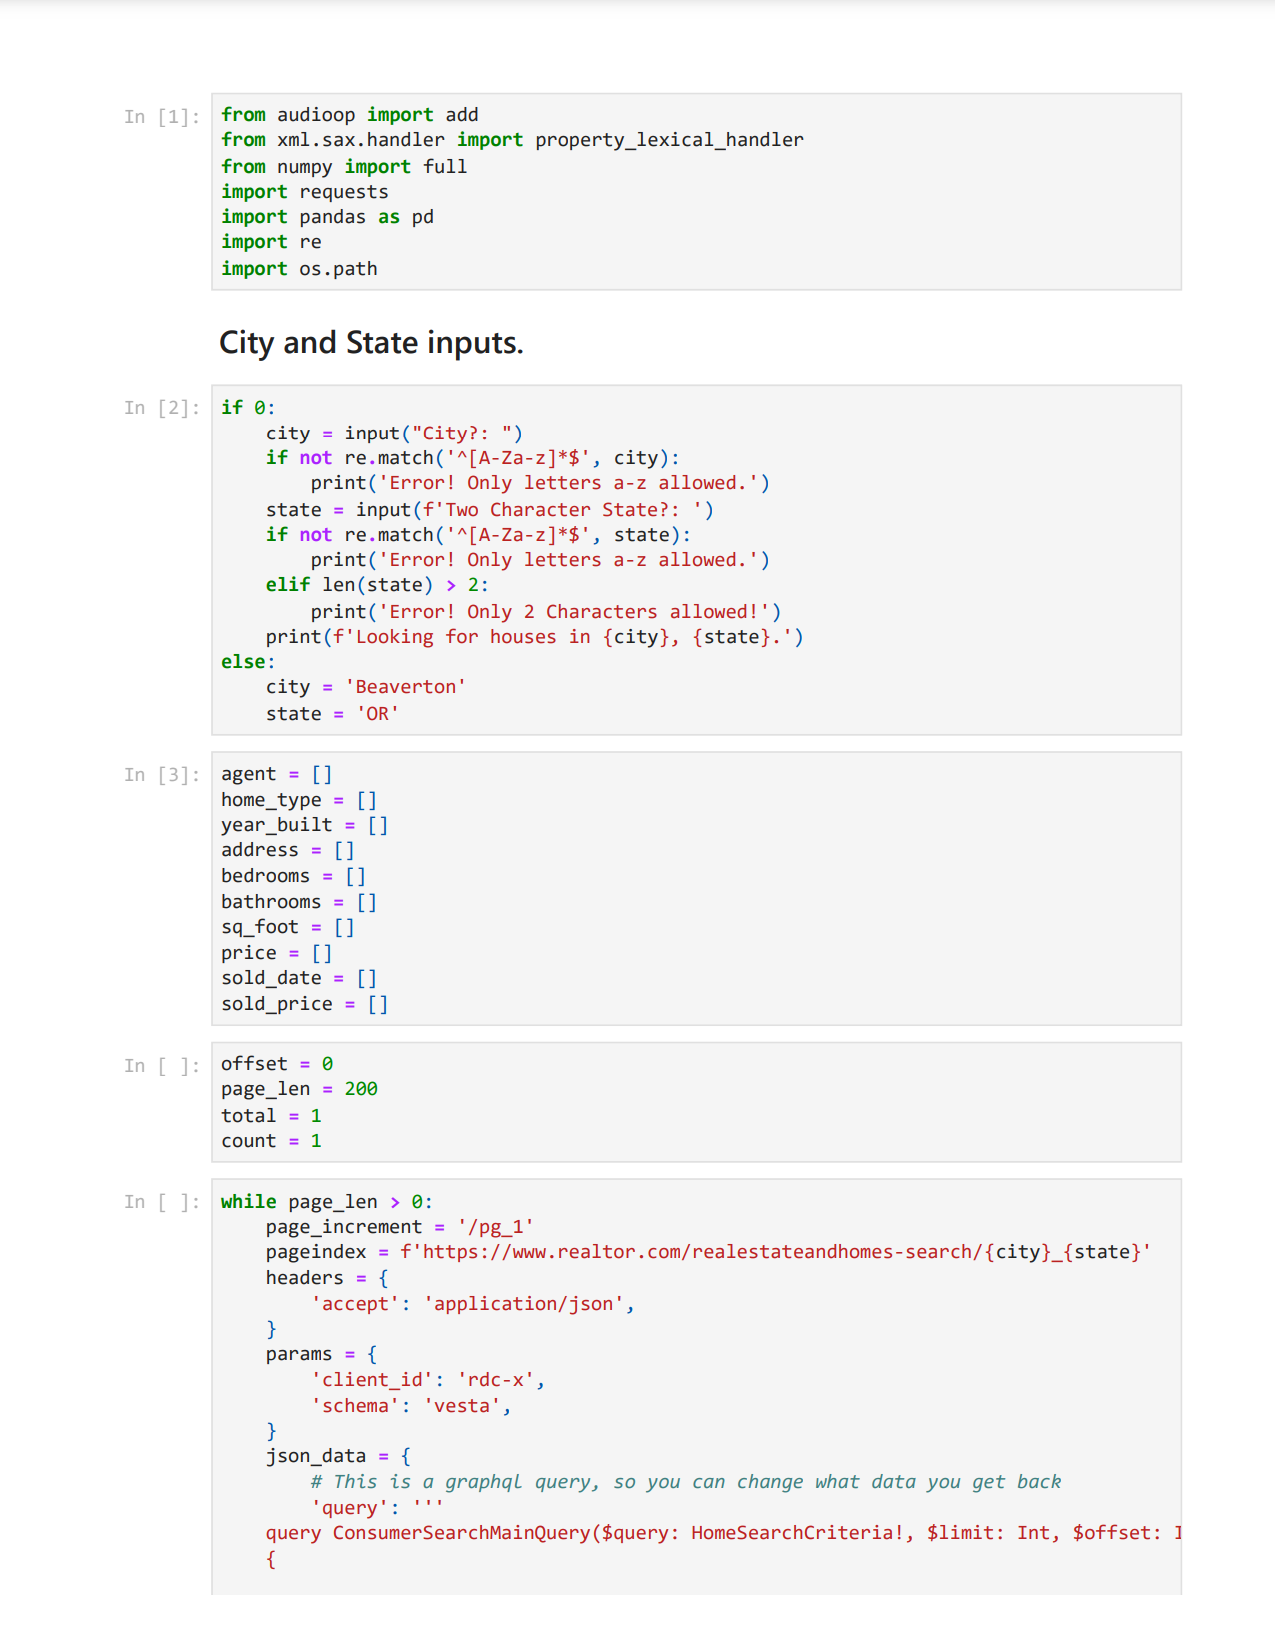 In [1]:
from audioop import add
from xml.sax.handler import property_lexical_handler
from numpy import full
import requests
import pandas as pd
import re
import os.path
City and State inputs.
In [2]:
if 0:
    city = input("City?: ")
    if not re.match('^[A-Za-z]*$', city):
        print('Error! Only letters a-z allowed.')
    state = input(f'Two Character State?: ')
    if not re.match('^[A-Za-z]*$', state):
        print('Error! Only letters a-z allowed.')
    elif len(state) > 2:
        print('Error! Only 2 Characters allowed!')
    print(f'Looking for houses in {city}, {state}.')
else:
    city = 'Beaverton'
    state = 'OR'
In [3]:
agent = []
home_type = []
year_built = []
address = []
bedrooms = []
bathrooms = []
sq_foot = []
price = []
sold_date = []
sold_price = []
In [ ]:
offset = 0
page_len = 200
total = 1
count = 1
In [ ]:
while page_len > 0:
    page_increment = '/pg_1'
    pageindex = f'https://www.realtor.com/realestateandhomes-search/{city}_{state}'
    headers = {
        'accept': 'application/json',
    }
    params = {
        'client_id': 'rdc-x',
        'schema': 'vesta',
    }
    json_data = {
        # This is a graphql query, so you can change what data you get back
        'query': '''
    query ConsumerSearchMainQuery($query: HomeSearchCriteria!, $limit: Int, $offset:
    {